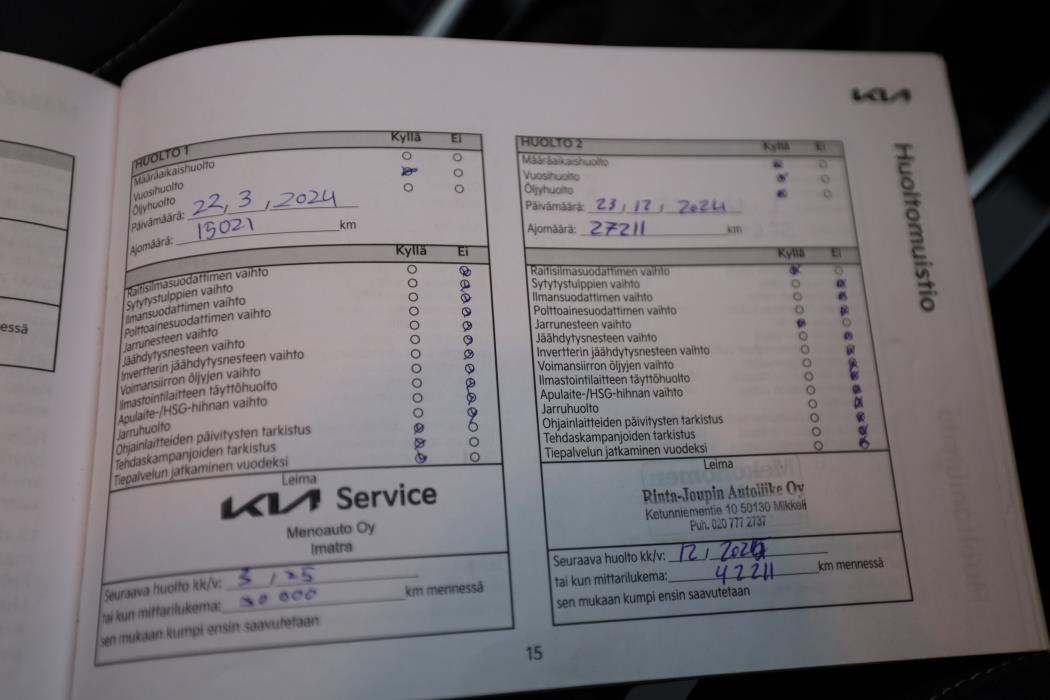 KIA
Huoltomuistio
essä
HUOLTO 1 Kyllä Ei
Määräaikaishuolto
Vuosihuolto
Öljyhuolto
Päivämäärä: 22, 3, 2024
Ajomäärä: 15021 km
Kyllä Ei
Raitisilmasuodattimen vaihto
Sytytystulppien vaihto
Ilmansuodattimen vaihto
Polttoainesuodattimen vaihto
Jarrunesteen vaihto
Jäähdytysnesteen vaihto
Invertterin jäähdytysnesteen vaihto
Voimansiirron öljyjen vaihto
Ilmastointilaitteen täyttöhuolto
Apulaite-/HSG-hihnan vaihto
Jarruhuolto
Ohjainlaitteiden päivitysten tarkistus
Tehdaskampanjoiden tarkistus
Tiepalvelun jatkaminen vuodeksi
Leima
KIA Service
Menoauto Oy
Imatra
Seuraava huolto kk/v: 3 / 25
tai kun mittarilukema: 30 000 km mennessä
sen mukaan kumpi ensin saavutetaan
HUOLTO 2 Kyllä Ei
Määräaikaishuolto
Vuosihuolto
Öljyhuolto
Päivämäärä: 23, 12, 2024
Ajomäärä: 27211 km
Kyllä Ei
Raitisilmasuodattimen vaihto
Sytytystulppien vaihto
Ilmansuodattimen vaihto
Polttoainesuodattimen vaihto
Jarrunesteen vaihto
Jäähdytysnesteen vaihto
Invertterin jäähdytysnesteen vaihto
Voimansiirron öljyjen vaihto
Ilmastointilaitteen täyttöhuolto
Apulaite-/HSG-hihnan vaihto
Jarruhuolto
Ohjainlaitteiden päivitysten tarkistus
Tehdaskampanjoiden tarkistus
Tiepalvelun jatkaminen vuodeksi
Leima
Rinta-Joupin Autoliike Oy
Ketunniementie 10 50130 Mikkeli
Puh. 020 777 2737
Seuraava huolto kk/v: 12, 2025
tai kun mittarilukema: 42211 km mennessä
sen mukaan kumpi ensin saavutetaan
15